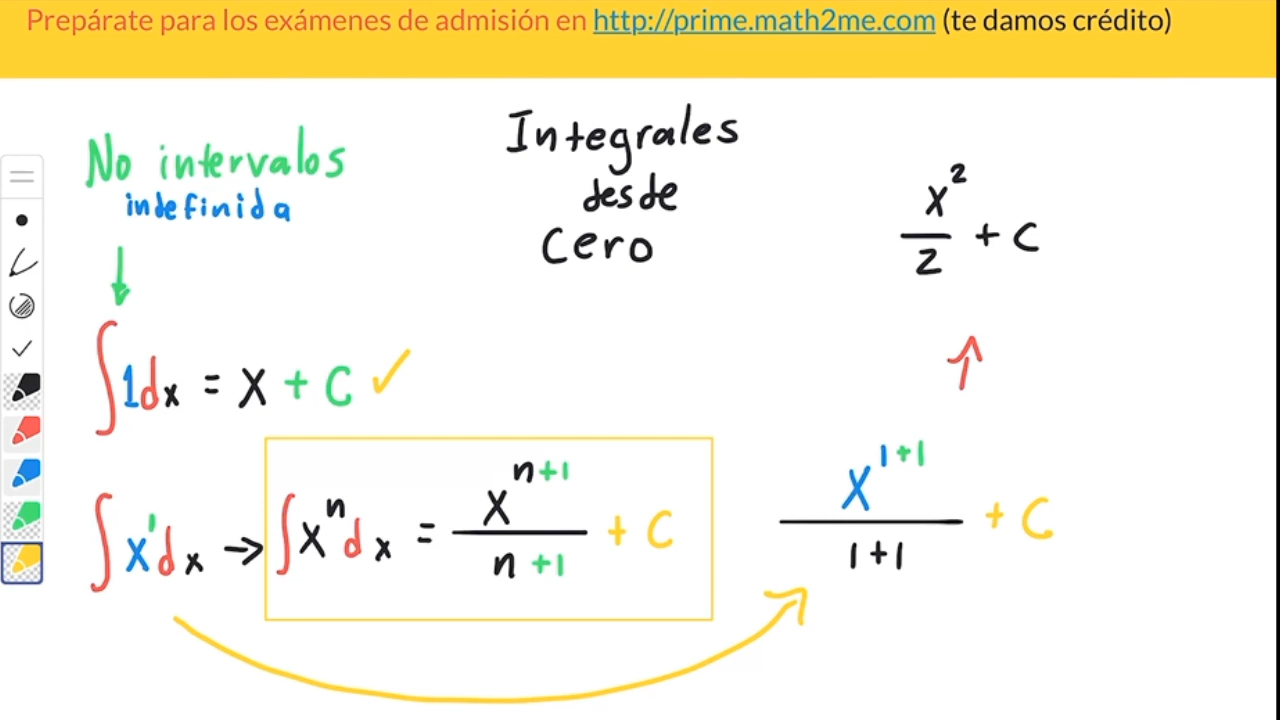 Prepárate para los exámenes de admisión en http://prime.math2me.com (te damos crédito)
Integrales
desde
Cero
No intervalos
indefinida
x²/2 + C
∫1dx = x + C ✓
∫x¹dx → ∫xⁿdx = xⁿ⁺¹/n+1 + C
x¹⁺¹/1+1 + C